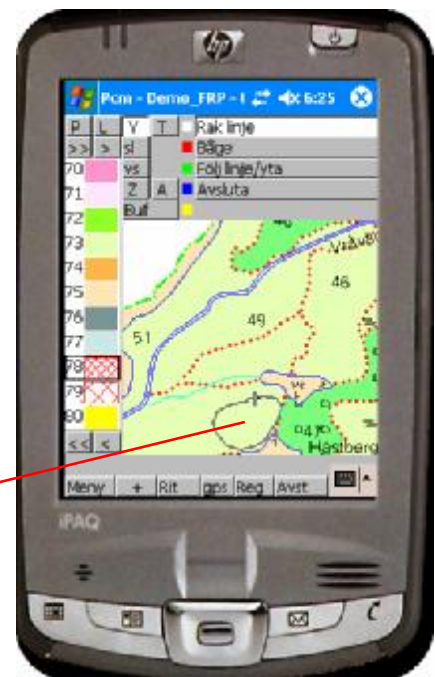 hp
Pcm - Demo_FRP - 6:25
P L Y T Rak linje
>> > sl Båge
70 vs Följ linje/yta
71 Z A Avsluta
Buf
72
73
74
75
76
77
78
79
80
<< <
46
49
51
Hästberg
Meny + Rit gps Reg Avst
iPAQ